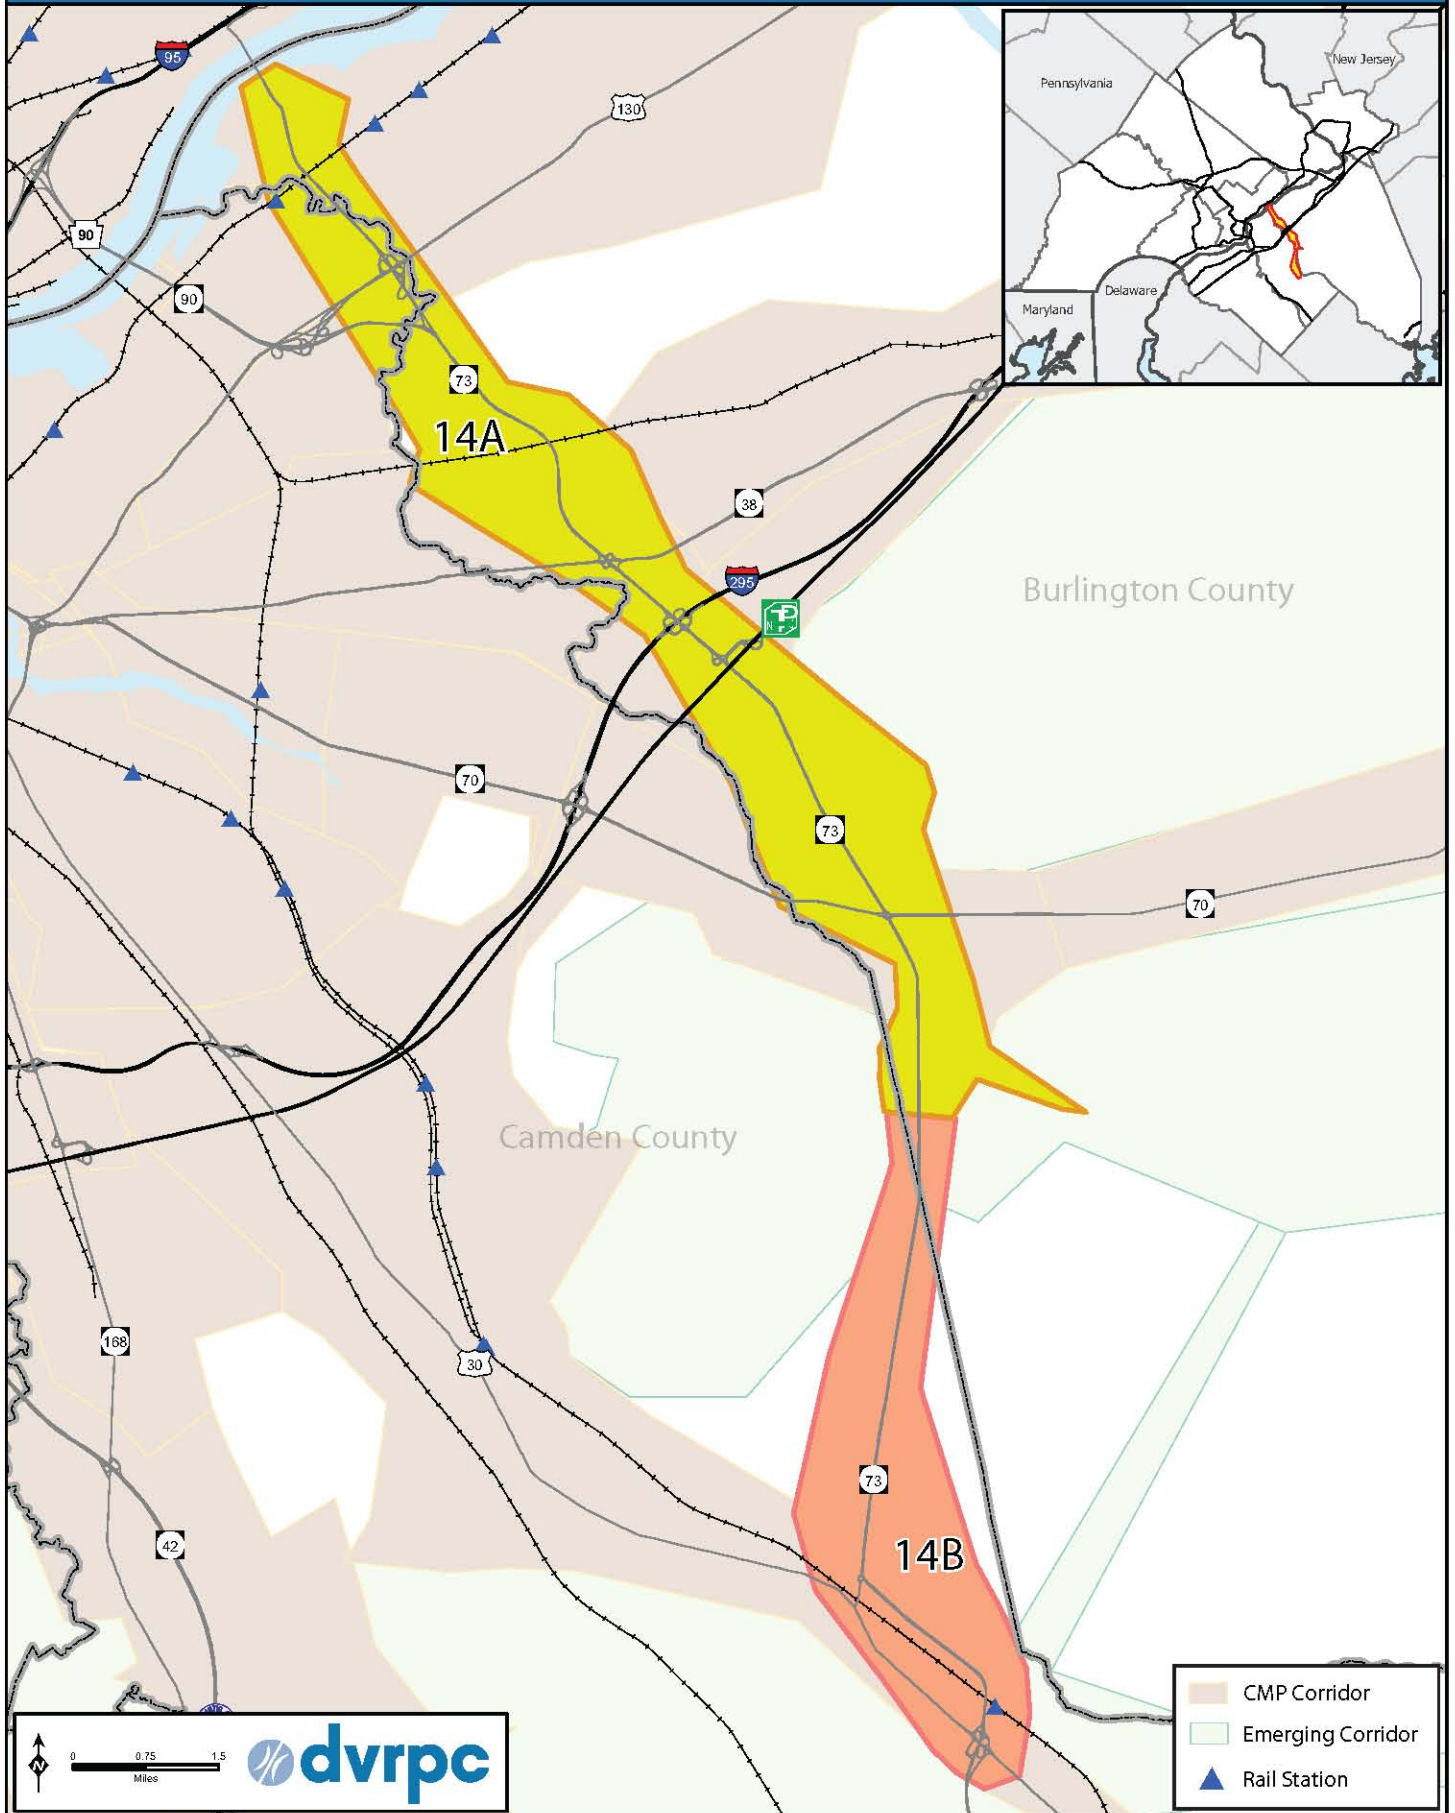 95
130
Pennsylvania
New Jersey
Delaware
Maryland
90
90
73
14A
38
295
Burlington County
70
73
70
Camden County
168
30
73
14B
42
CMP Corridor
Emerging Corridor
Rail Station
N
0 0.75 1.5
Miles
dvrpc